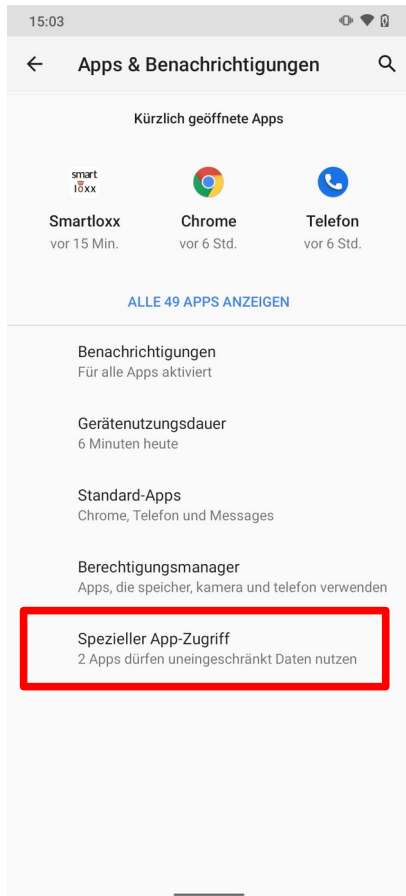 15:03
Apps & Benachrichtigungen
Kürzlich geöffnete Apps
smart
loxx
Smartloxx
Chrome
Telefon
vor 15 Min.
vor 6 Std.
vor 6 Std.
ALLE 49 APPS ANZEIGEN
Benachrichtigungen
Für alle Apps aktiviert
Gerätenutzungsdauer
6 Minuten heute
Standard-Apps
Chrome, Telefon und Messages
Berechtigungsmanager
Apps, die speicher, kamera und telefon verwenden
Spezieller App-Zugriff
2 Apps dürfen uneingeschränkt Daten nutzen